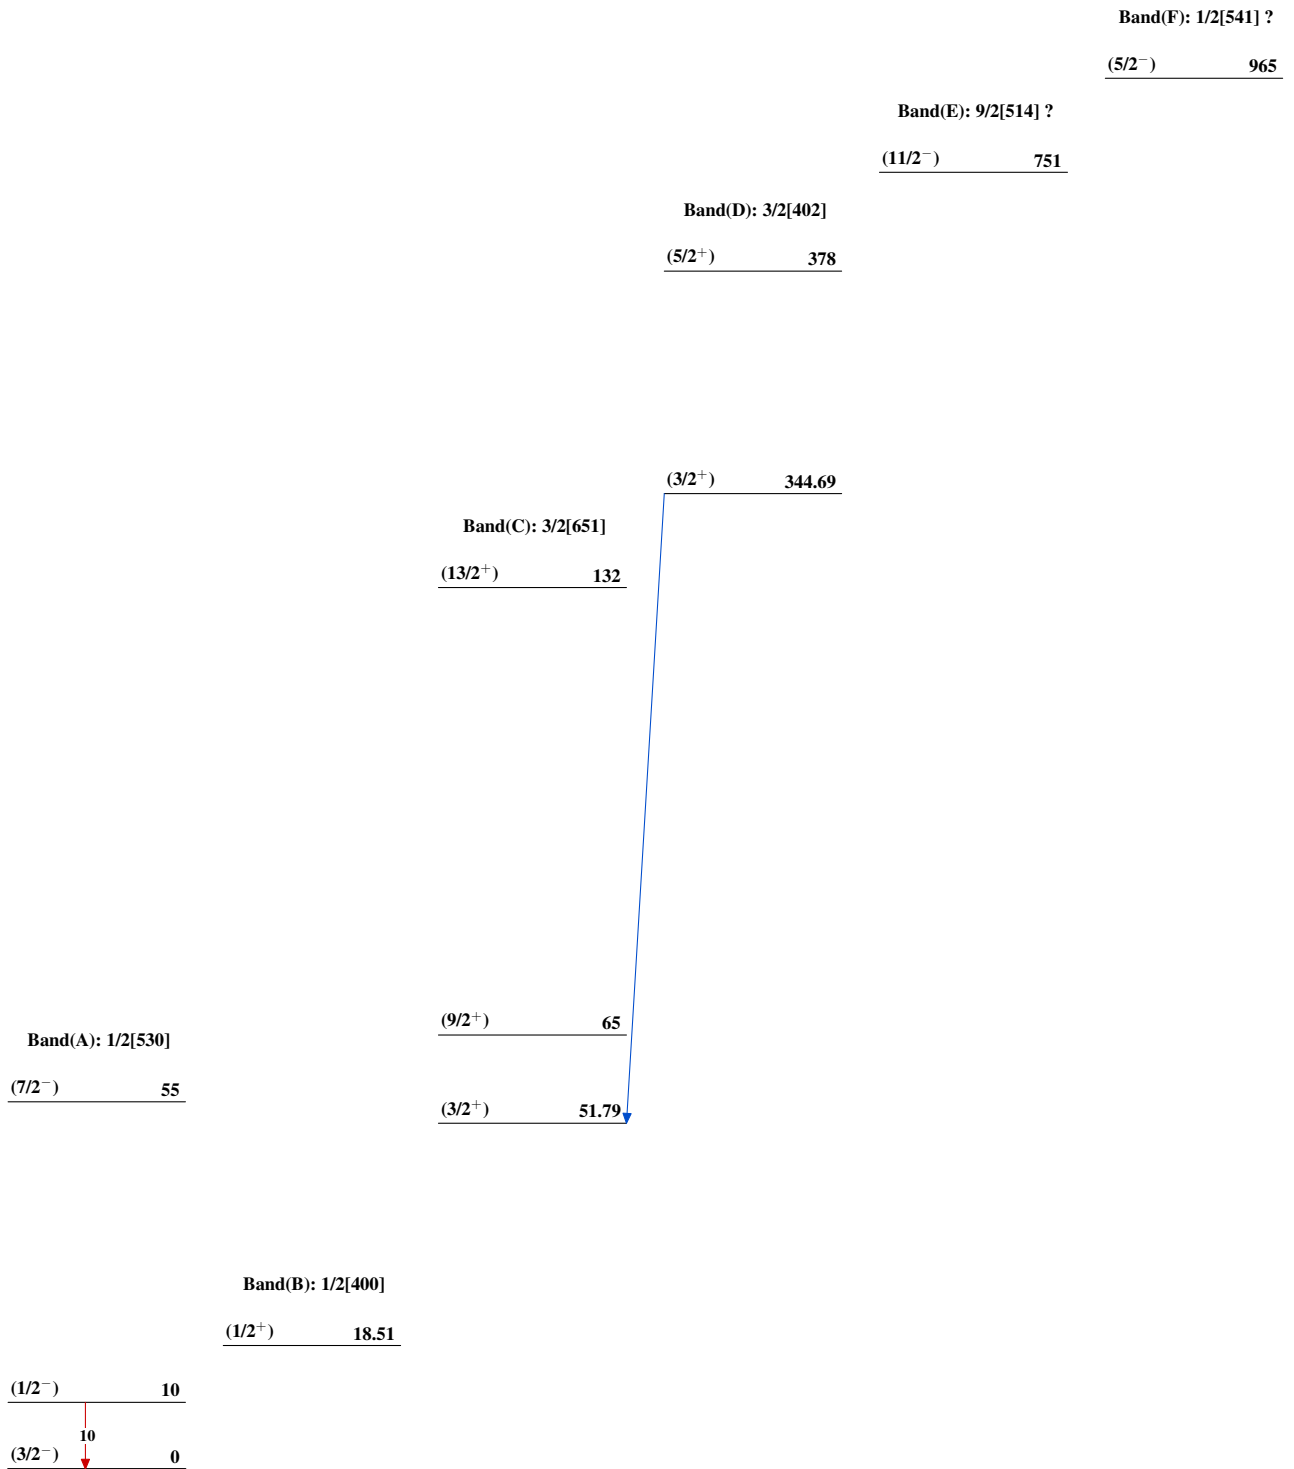 Band(F): 1/2[541] ?
(5/2⁻) 965
Band(E): 9/2[514] ?
(11/2⁻) 751
Band(D): 3/2[402]
(5/2⁺) 378
(3/2⁺) 344.69
Band(C): 3/2[651]
(13/2⁺) 132
(9/2⁺) 65
(3/2⁺) 51.79
Band(A): 1/2[530]
(7/2⁻) 55
Band(B): 1/2[400]
(1/2⁺) 18.51
(1/2⁻) 10
10
(3/2⁻) 0